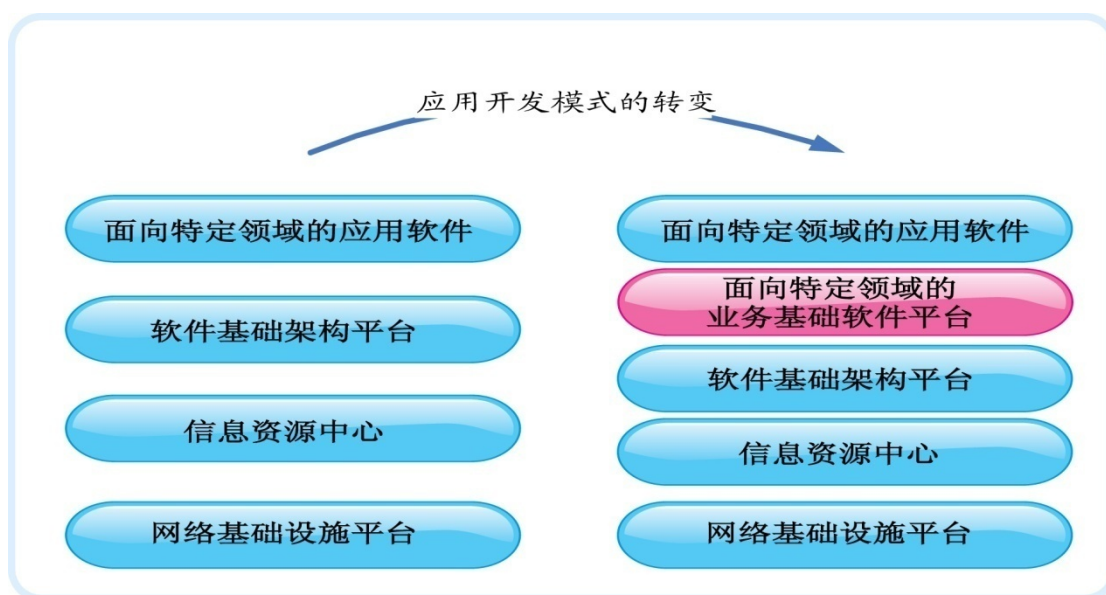 应用开发模式的转变
面向特定领域的应用软件
软件基础架构平台
信息资源中心
网络基础设施平台
面向特定领域的应用软件
面向特定领域的
业务基础软件平台
软件基础架构平台
信息资源中心
网络基础设施平台